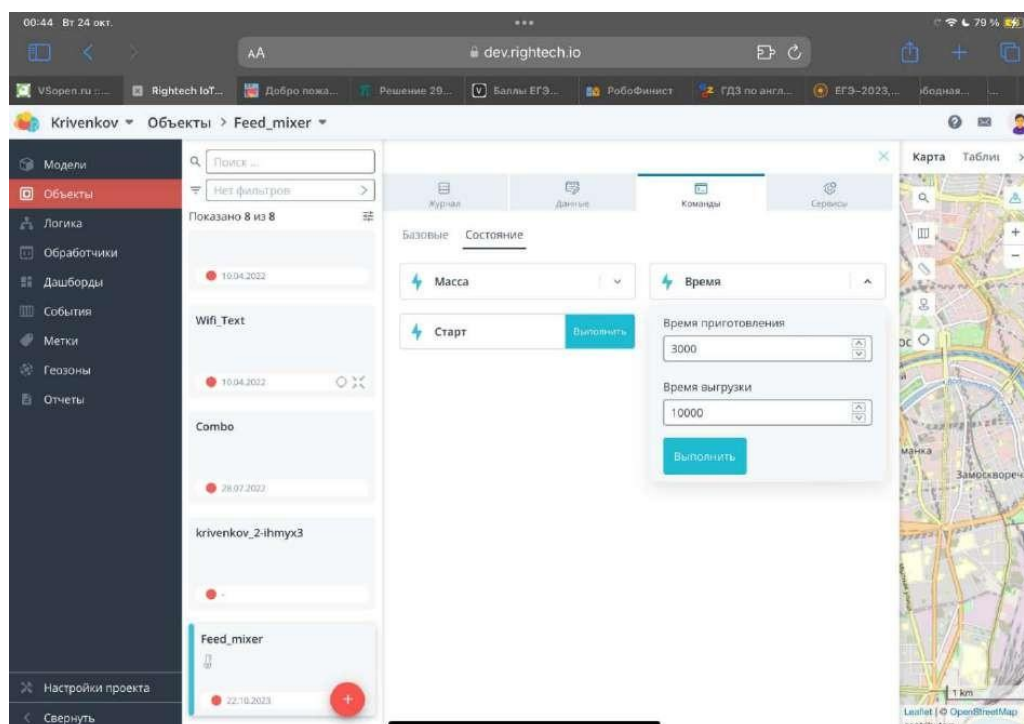 00:44 Вт 24 окт.
79 %
AA
dev.rightech.io
VSopen.ru ::...
Rightech IoT...
Добро пожа...
Решение 29...
Баллы ЕГЭ...
РобоФинист
ГДЗ по англ...
ЕГЭ–2023,...
Krivenkov
Объекты > Feed_mixer
Модели
Объекты
Логика
Обработчики
Дашборды
События
Метки
Геозоны
Отчеты
Настройки проекта
Свернуть
Поиск ...
Нет фильтров
Показано 8 из 8
10.04.2022
Wifi_Text
10.04.2022
Combo
28.07.2022
krivenkov_2-ihmyx3
-
Feed_mixer
22.10.2023
+
Журнал
Данные
Команды
Сервисы
Базовые
Состояние
Масса
Время
Старт
Выполнить
Время приготовления
3000
Время выгрузки
10000
Выполнить
Карта
Замоскворечь
1 km
Leaflet | © OpenStreetMap